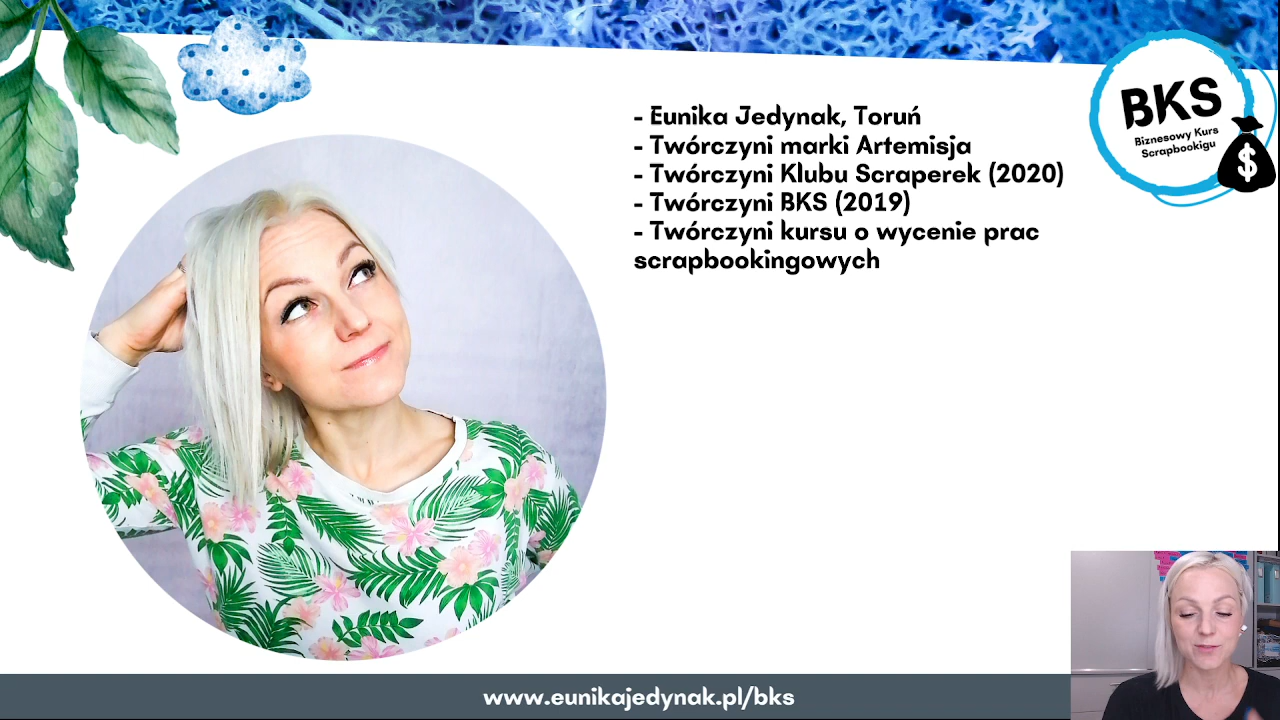 - Eunika Jedynak, Toruń
- Twórczyni marki Artemisja
- Twórczyni Klubu Scraperek (2020)
- Twórczyni BKS (2019)
- Twórczyni kursu o wycenie prac
scrapbookingowych
BKS
Biznesowy Kurs
Scrapbookigu
$
www.eunikajedynak.pl/bks